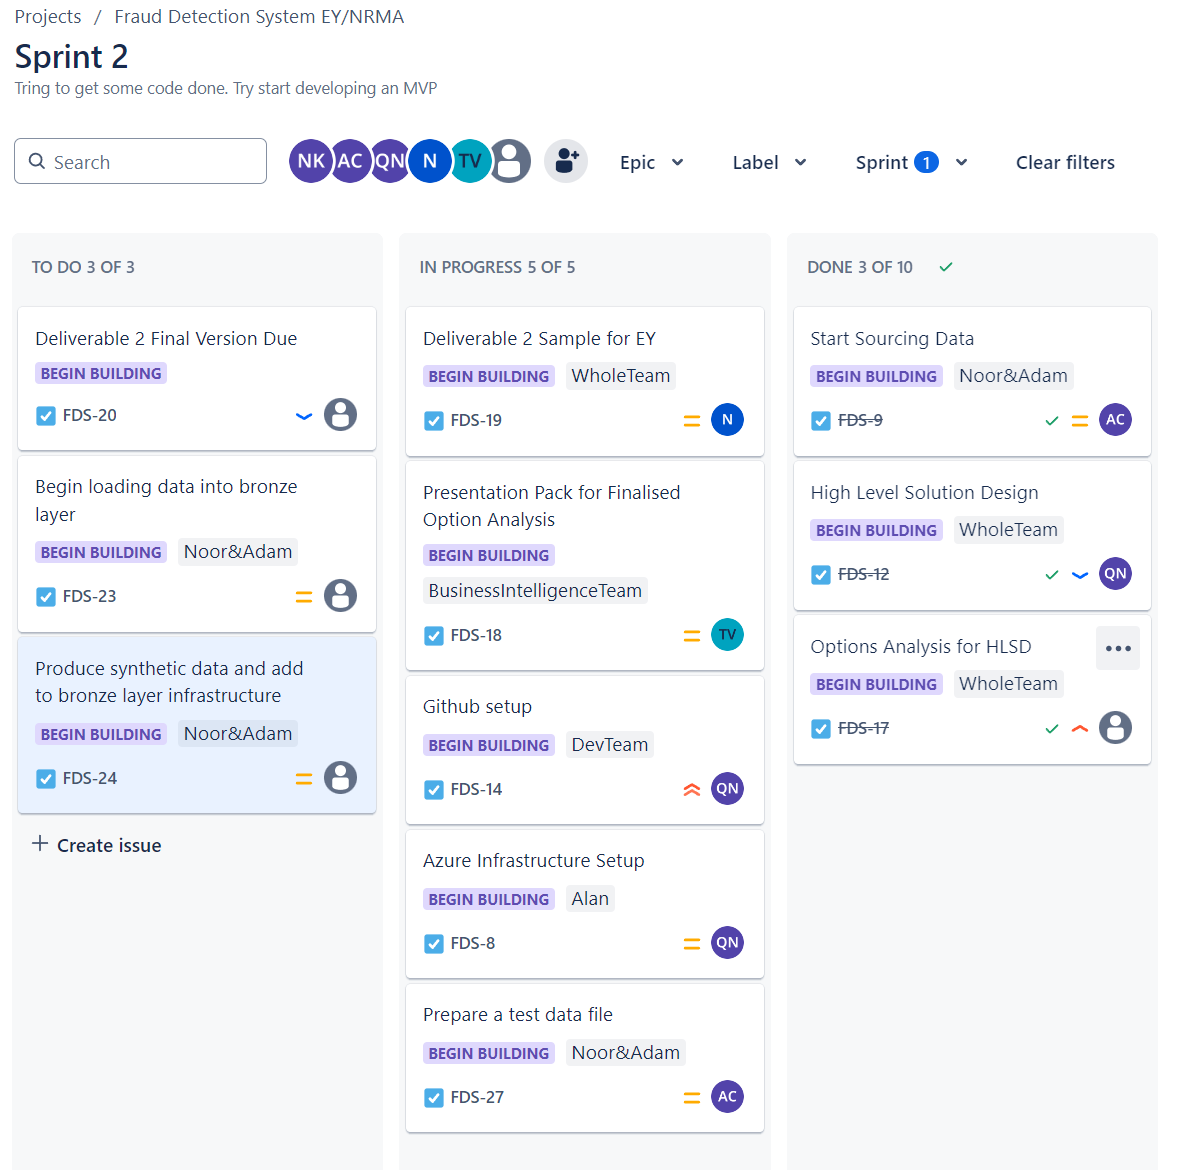 Projects / Fraud Detection System EY/NRMA
Sprint 2
Tring to get some code done. Try start developing an MVP
Search
NK AC QN N TV
Epic
Label
Sprint 1
Clear filters
TO DO 3 OF 3
Deliverable 2 Final Version Due
BEGIN BUILDING
FDS-20
Begin loading data into bronze
layer
BEGIN BUILDING Noor&Adam
FDS-23
Produce synthetic data and add
to bronze layer infrastructure
BEGIN BUILDING Noor&Adam
FDS-24
+ Create issue
IN PROGRESS 5 OF 5
Deliverable 2 Sample for EY
BEGIN BUILDING WholeTeam
FDS-19 N
Presentation Pack for Finalised
Option Analysis
BEGIN BUILDING
BusinessIntelligenceTeam
FDS-18 TV
Github setup
BEGIN BUILDING DevTeam
FDS-14 QN
Azure Infrastructure Setup
BEGIN BUILDING Alan
FDS-8 QN
Prepare a test data file
BEGIN BUILDING Noor&Adam
FDS-27 AC
DONE 3 OF 10
Start Sourcing Data
BEGIN BUILDING Noor&Adam
FDS-9 AC
High Level Solution Design
BEGIN BUILDING WholeTeam
FDS-12 QN
Options Analysis for HLSD
BEGIN BUILDING WholeTeam
FDS-17